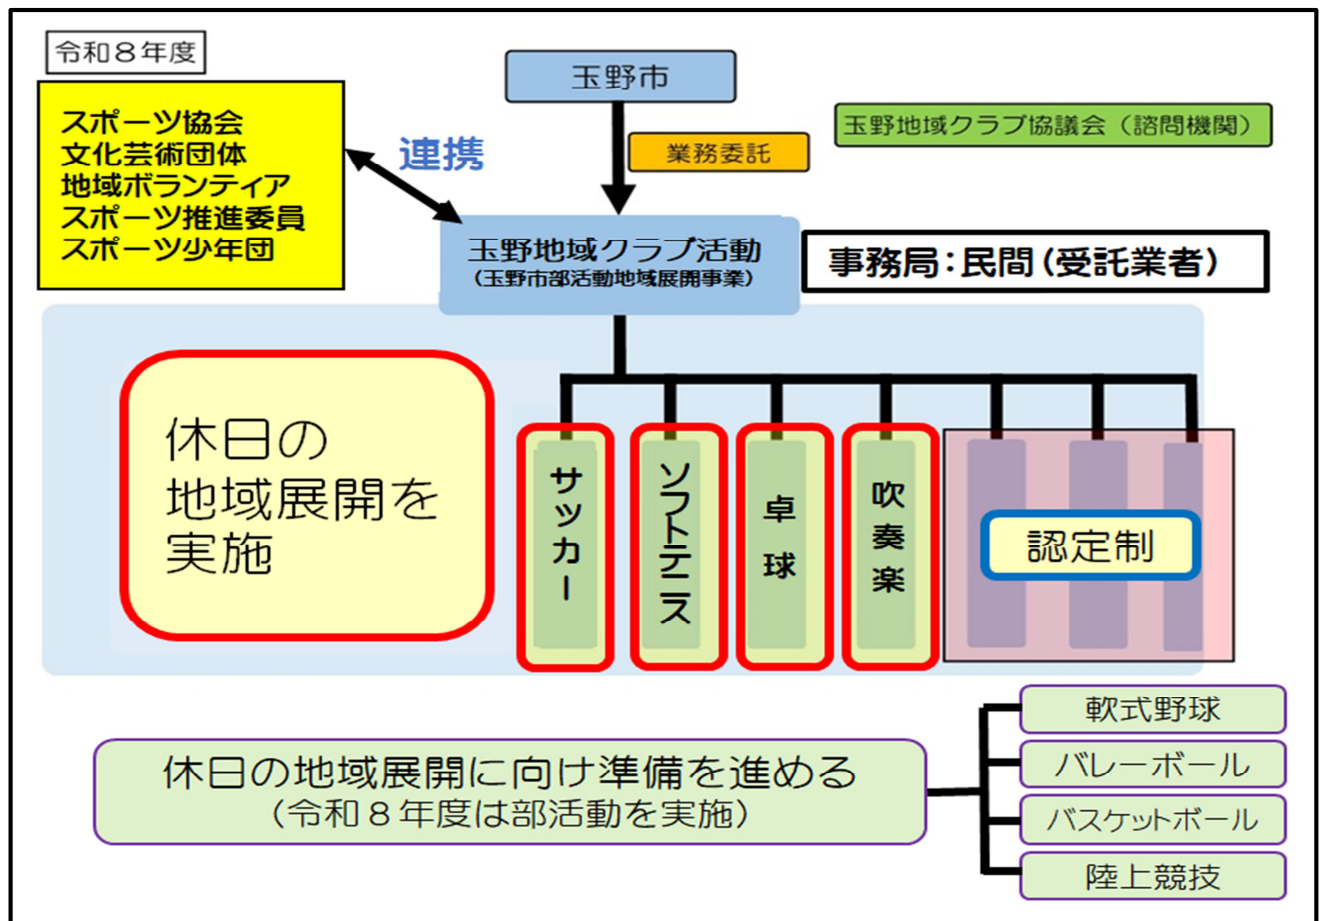 令和８年度
玉野市
スポーツ協会
文化芸術団体
地域ボランティア
スポーツ推進委員
スポーツ少年団
連携
業務委託
玉野地域クラブ協議会（諮問機関）
玉野地域クラブ活動
（玉野市部活動地域展開事業）
事務局：民間（受託業者）
休日の
地域展開を
実施
サッカー
ソフトテニス
卓球
吹奏楽
認定制
休日の地域展開に向け準備を進める
（令和８年度は部活動を実施）
軟式野球
バレーボール
バスケットボール
陸上競技